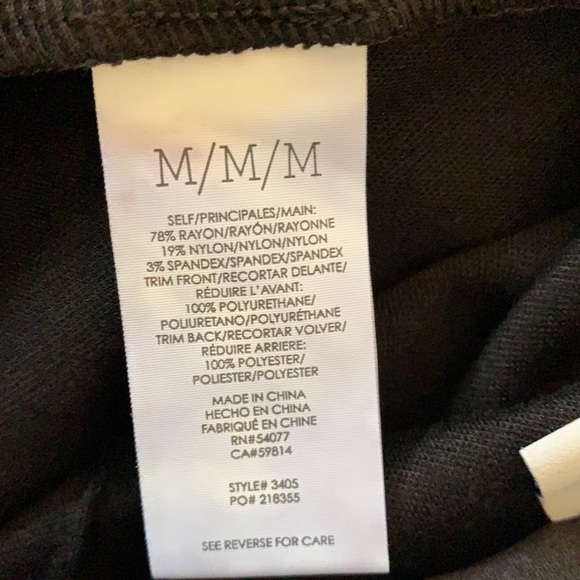 M/M/M
SELF/PRINCIPALES/MAIN:
78% RAYON/RAYÓN/RAYONNE
19% NYLON/NYLON/NYLON
3% SPANDEX/SPANDEX/SPANDEX
TRIM FRONT/RECORTAR DELANTE/
RÉDUIRE L'AVANT:
100% POLYURETHANE/
POLIURETANO/POLYURÉTHANE
TRIM BACK/RECORTAR VOLVER/
RÉDUIRE ARRIERE:
100% POLYESTER/
POLIESTER/POLYESTER
MADE IN CHINA
HECHO EN CHINA
FABRIQUÉ EN CHINE
RN#54077
CA#59814
STYLE# 3405
PO# 218355
SEE REVERSE FOR CARE